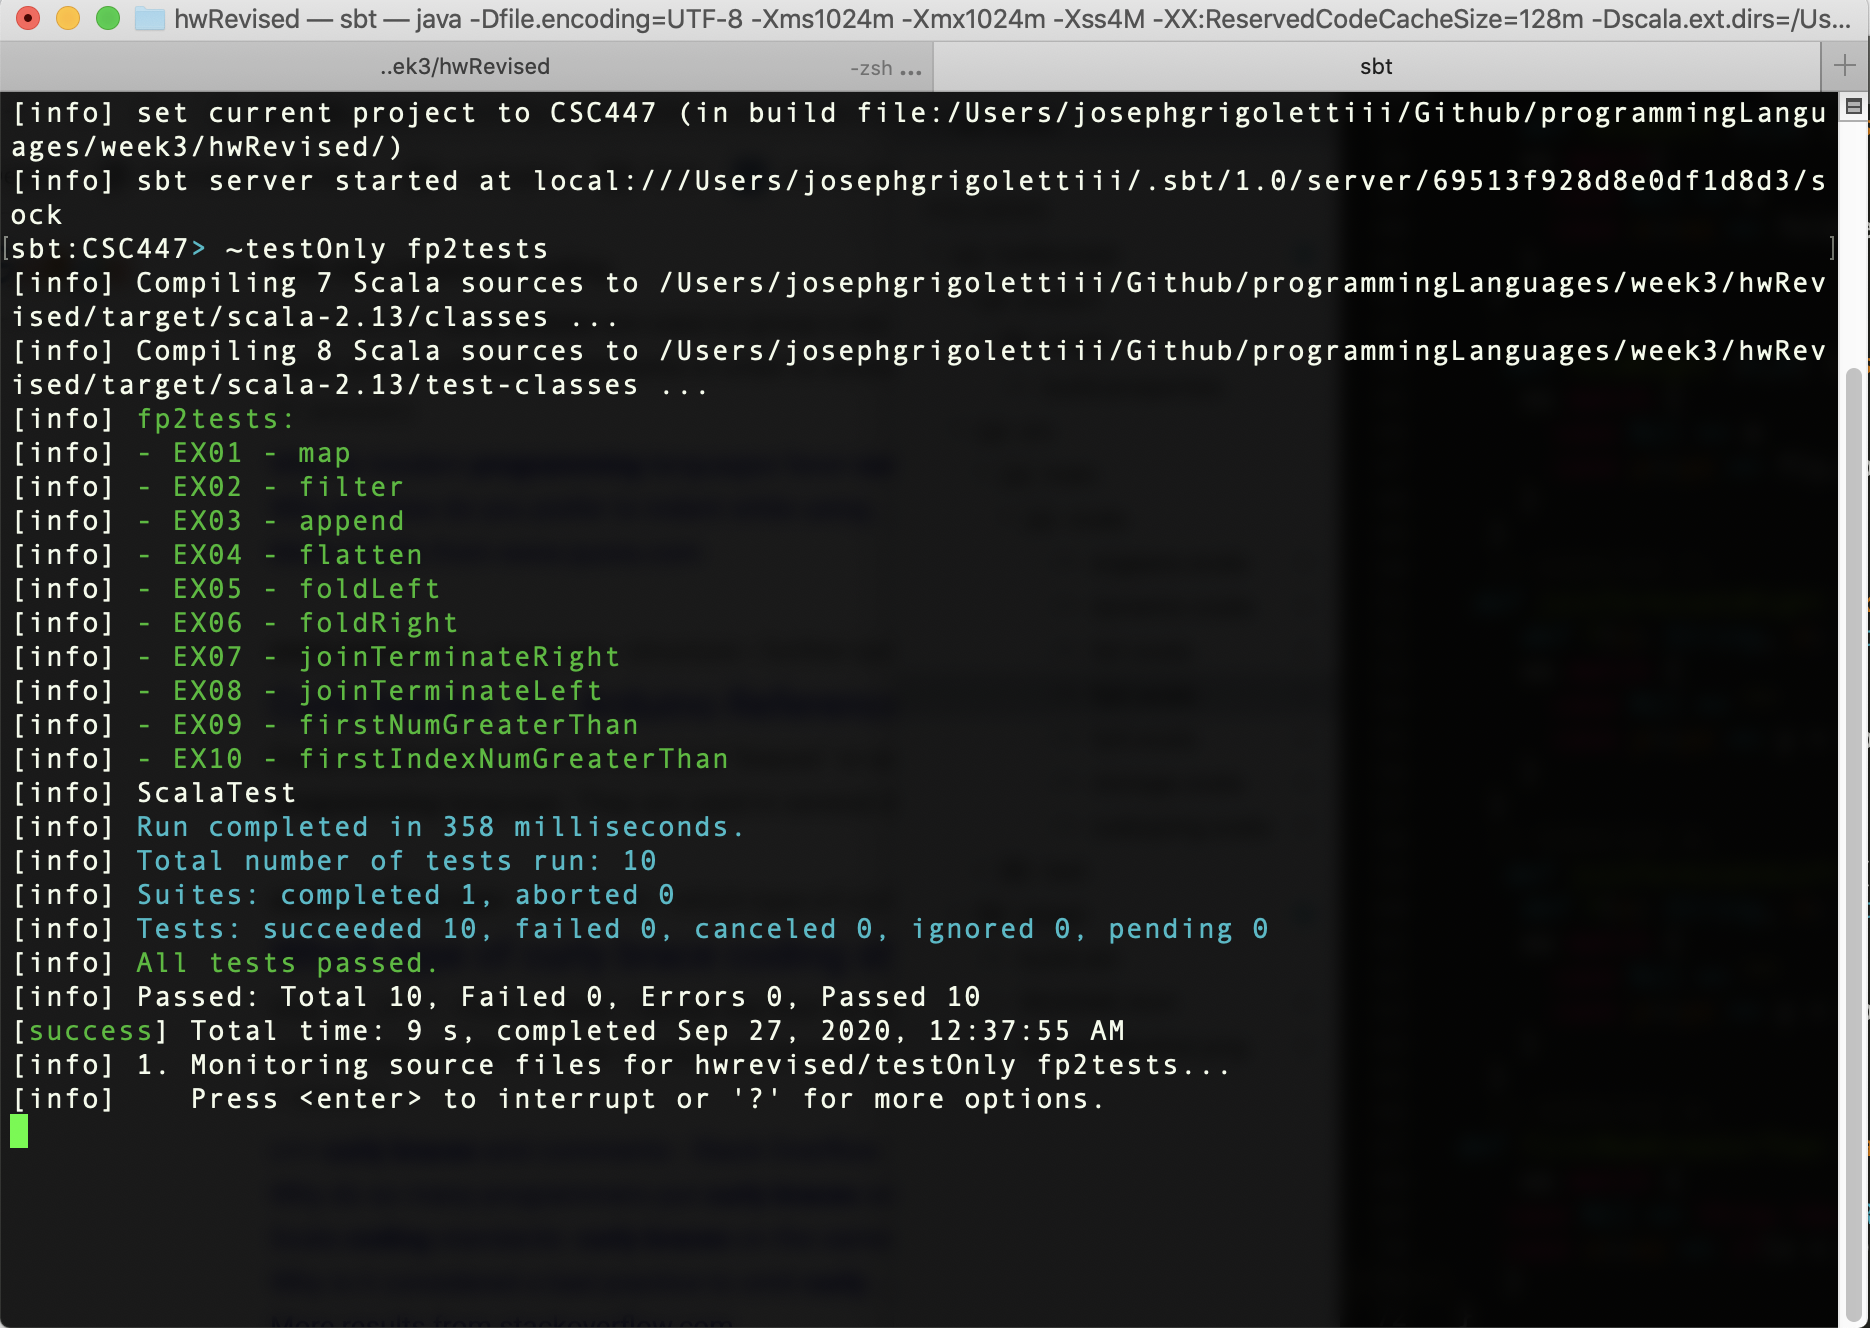 hwRevised — sbt — java -Dfile.encoding=UTF-8 -Xms1024m -Xmx1024m -Xss4M -XX:ReservedCodeCacheSize=128m -Dscala.ext.dirs=/Us...
..ek3/hwRevised -zsh ... sbt
[info] set current project to CSC447 (in build file:/Users/josephgrigolettiii/Github/programmingLangu
ages/week3/hwRevised/)
[info] sbt server started at local:///Users/josephgrigolettiii/.sbt/1.0/server/69513f928d8e0df1d8d3/s
ock
[sbt:CSC447> ~testOnly fp2tests ]
[info] Compiling 7 Scala sources to /Users/josephgrigolettiii/Github/programmingLanguages/week3/hwRev
ised/target/scala-2.13/classes ...
[info] Compiling 8 Scala sources to /Users/josephgrigolettiii/Github/programmingLanguages/week3/hwRev
ised/target/scala-2.13/test-classes ...
[info] fp2tests:
[info] - EX01 - map
[info] - EX02 - filter
[info] - EX03 - append
[info] - EX04 - flatten
[info] - EX05 - foldLeft
[info] - EX06 - foldRight
[info] - EX07 - joinTerminateRight
[info] - EX08 - joinTerminateLeft
[info] - EX09 - firstNumGreaterThan
[info] - EX10 - firstIndexNumGreaterThan
[info] ScalaTest
[info] Run completed in 358 milliseconds.
[info] Total number of tests run: 10
[info] Suites: completed 1, aborted 0
[info] Tests: succeeded 10, failed 0, canceled 0, ignored 0, pending 0
[info] All tests passed.
[info] Passed: Total 10, Failed 0, Errors 0, Passed 10
[success] Total time: 9 s, completed Sep 27, 2020, 12:37:55 AM
[info] 1. Monitoring source files for hwrevised/testOnly fp2tests...
[info]    Press <enter> to interrupt or '?' for more options.